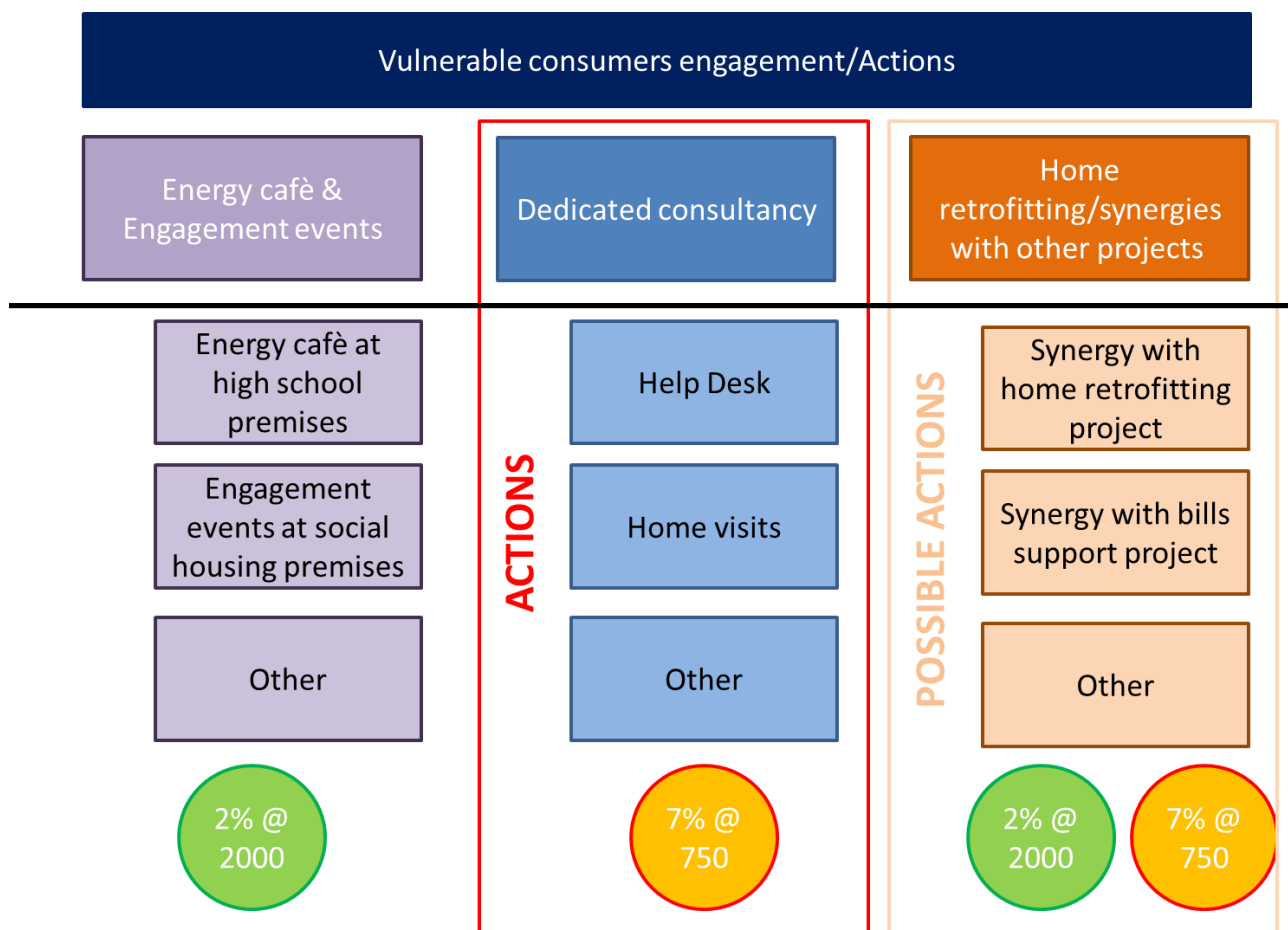 Vulnerable consumers engagement/Actions
Energy cafè &
Engagement events
Dedicated consultancy
Home
retrofitting/synergies
with other projects
Energy cafè at
high school
premises
Engagement
events at social
housing premises
Other
2% @
2000
ACTIONS
Help Desk
Home visits
Other
7% @
750
POSSIBLE ACTIONS
Synergy with
home retrofitting
project
Synergy with bills
support project
Other
2% @
2000
7% @
750